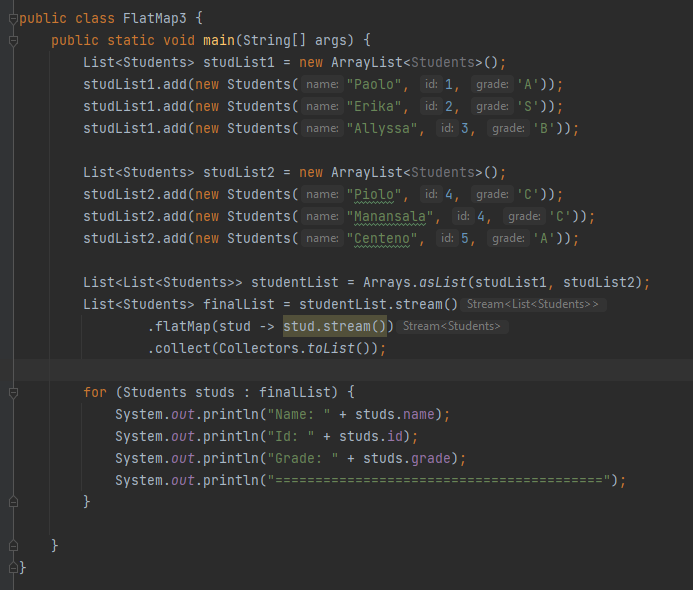 public class FlatMap3 {
    public static void main(String[] args) {
        List<Students> studList1 = new ArrayList<Students>();
        studList1.add(new Students( name: "Paolo", id: 1, grade: 'A'));
        studList1.add(new Students( name: "Erika", id: 2, grade: 'S'));
        studList1.add(new Students( name: "Allyssa", id: 3, grade: 'B'));

        List<Students> studList2 = new ArrayList<Students>();
        studList2.add(new Students( name: "Piolo", id: 4, grade: 'C'));
        studList2.add(new Students( name: "Manansala", id: 4, grade: 'C'));
        studList2.add(new Students( name: "Centeno", id: 5, grade: 'A'));

        List<List<Students>> studentList = Arrays.asList(studList1, studList2);
        List<Students> finalList = studentList.stream() Stream<List<Students>>
                .flatMap(stud -> stud.stream()) Stream<Students>
                .collect(Collectors.toList());

        for (Students studs : finalList) {
            System.out.println("Name: " + studs.name);
            System.out.println("Id: " + studs.id);
            System.out.println("Grade: " + studs.grade);
            System.out.println("=========================================");
        }

    }
}